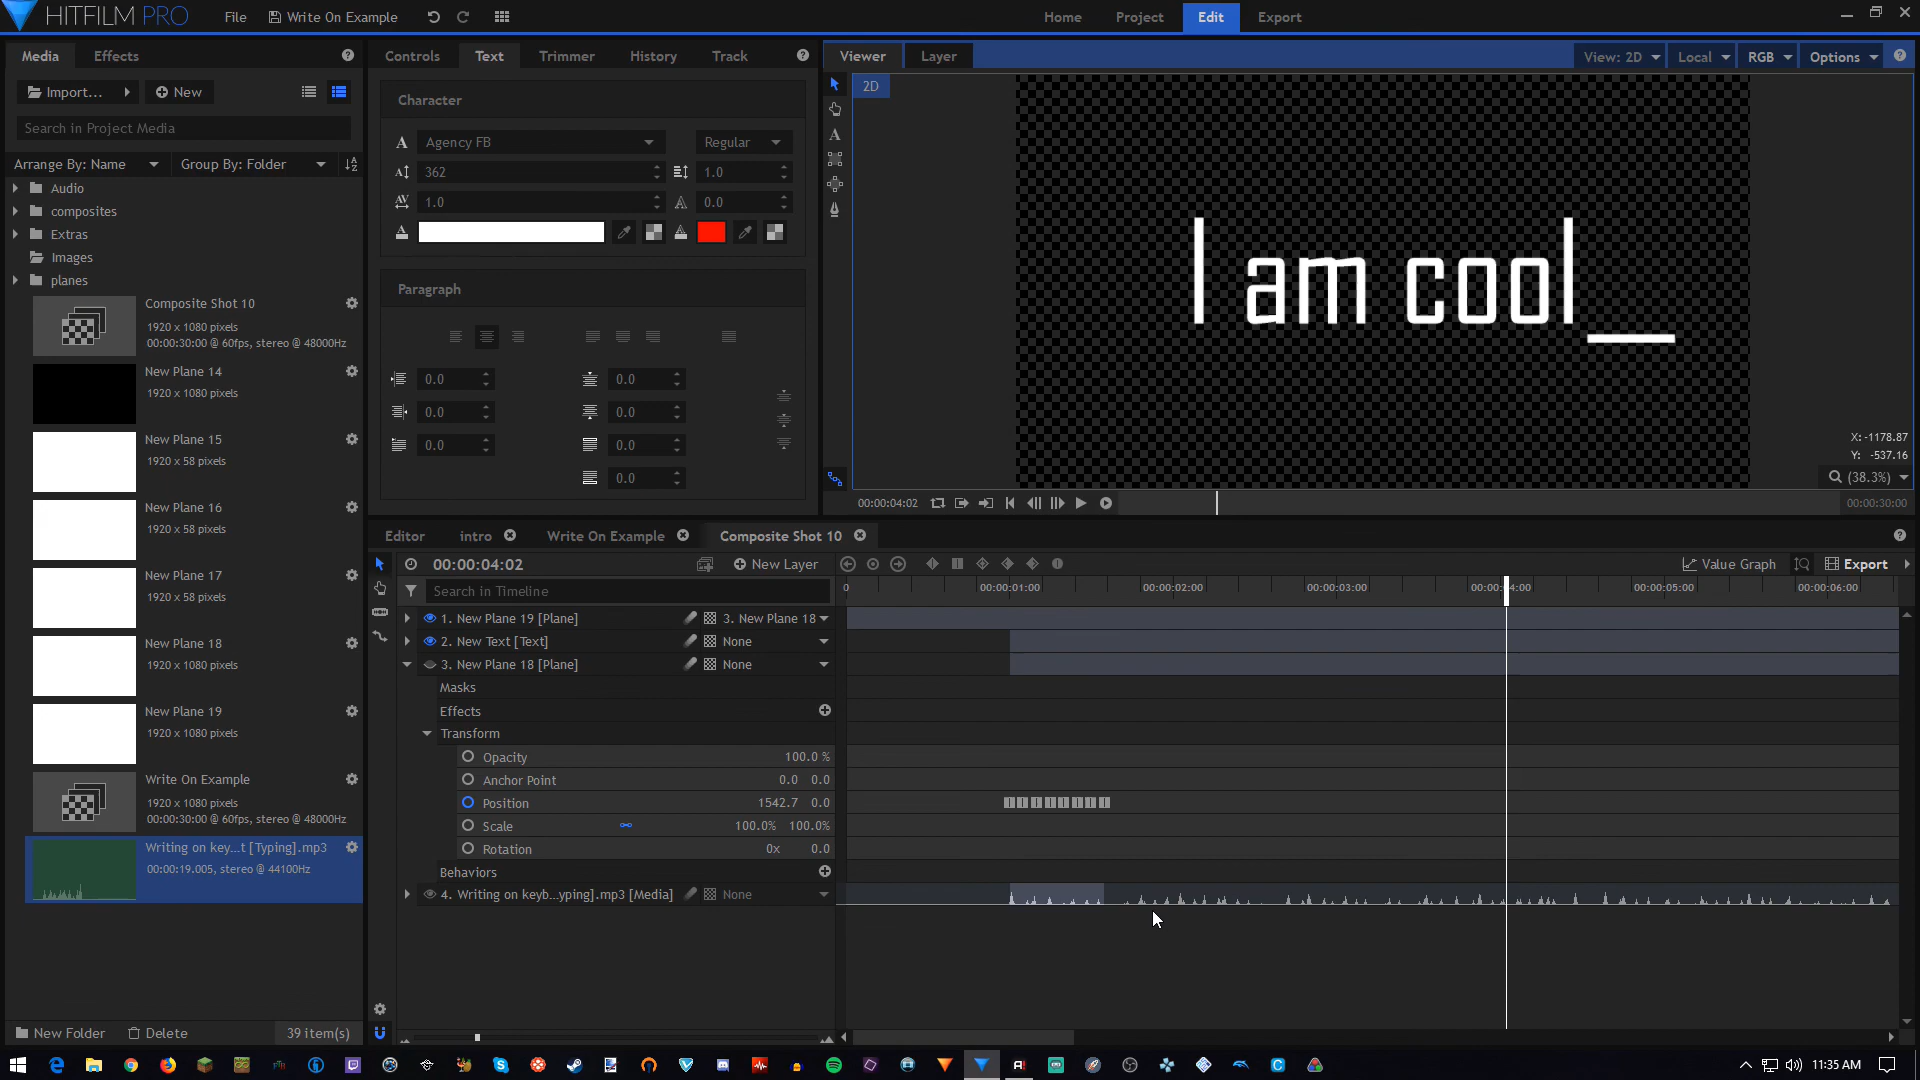 HITFILM PRO File Write On Example Home Project Edit Export
Media Effects Controls Text Trimmer History Track Viewer Layer View: 2D Local RGB Options
Import... New
Character
2D
Search in Project Media
A Agency FB Regular
Arrange By: Name Group By: Folder
362 1.0
1.0 0.0
Audio
composites
Extras
Images
planes
Paragraph
I am cool_
Composite Shot 10
1920 x 1080 pixels
00:00:30:00 @ 60fps, stereo @ 48000Hz
New Plane 14
1920 x 1080 pixels
0.0 0.0
0.0 0.0
0.0 0.0
0.0
New Plane 15
1920 x 58 pixels
X: -1178.87
Y: -537.16
(38.3%)
New Plane 16
1920 x 58 pixels
00:00:04:02 00:00:30:00
Editor intro Write On Example Composite Shot 10
00:00:04:02 New Layer Value Graph Export
New Plane 17
1920 x 58 pixels
Search in Timeline
0 00:00:01:00 00:00:02:00 00:00:03:00 00:00:04:00 00:00:05:00 00:00:06:00
1. New Plane 19 [Plane] 3. New Plane 18
2. New Text [Text] None
3. New Plane 18 [Plane] None
New Plane 18
1920 x 1080 pixels
Masks
Effects
Transform
New Plane 19
1920 x 1080 pixels
Opacity 100.0 %
Anchor Point 0.0 0.0
Position 1542.7 0.0
Scale 100.0% 100.0%
Rotation 0x 0.0
Behaviors
Write On Example
1920 x 1080 pixels
00:00:30:00 @ 60fps, stereo @ 48000Hz
Writing on key...t [Typing].mp3
00:00:19.005, stereo @ 44100Hz
4. Writing on keyb...yping].mp3 [Media] None
New Folder Delete 39 item(s)
11:35 AM